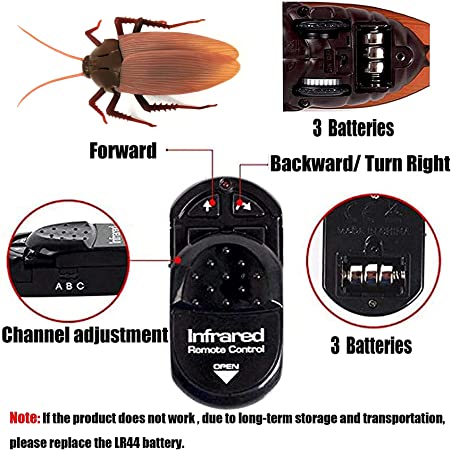 3 Batteries
Forward
Backward/ Turn Right
A B C
Channel adjustment
Infrared
Remote Control
OPEN
MADE IN CHINA
3 Batteries
Note: If the product does not work , due to long-term storage and transportation,
please replace the LR44 battery.